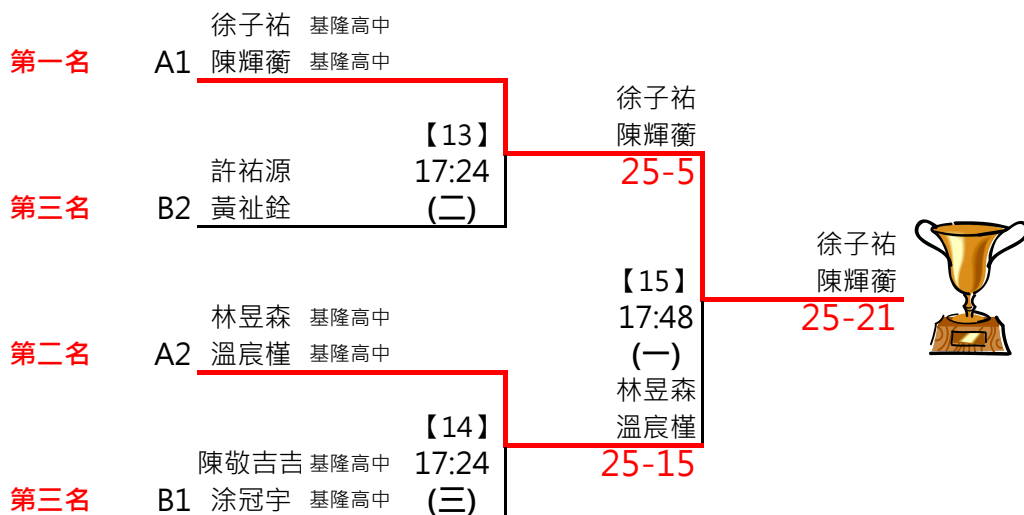 徐子祐 基隆高中
第一名 A1 陳輝蘅 基隆高中
徐子祐
【13】 陳輝蘅
許祐源 17:24 25-5
第三名 B2 黃祉銓 (二)
徐子祐
【15】 陳輝蘅
林昱森 基隆高中 17:48 25-21
第二名 A2 溫宸槿 基隆高中 (一)
林昱森
【14】 溫宸槿
陳敬吉吉 基隆高中 17:24 25-15
第三名 B1 涂冠宇 基隆高中 (三)